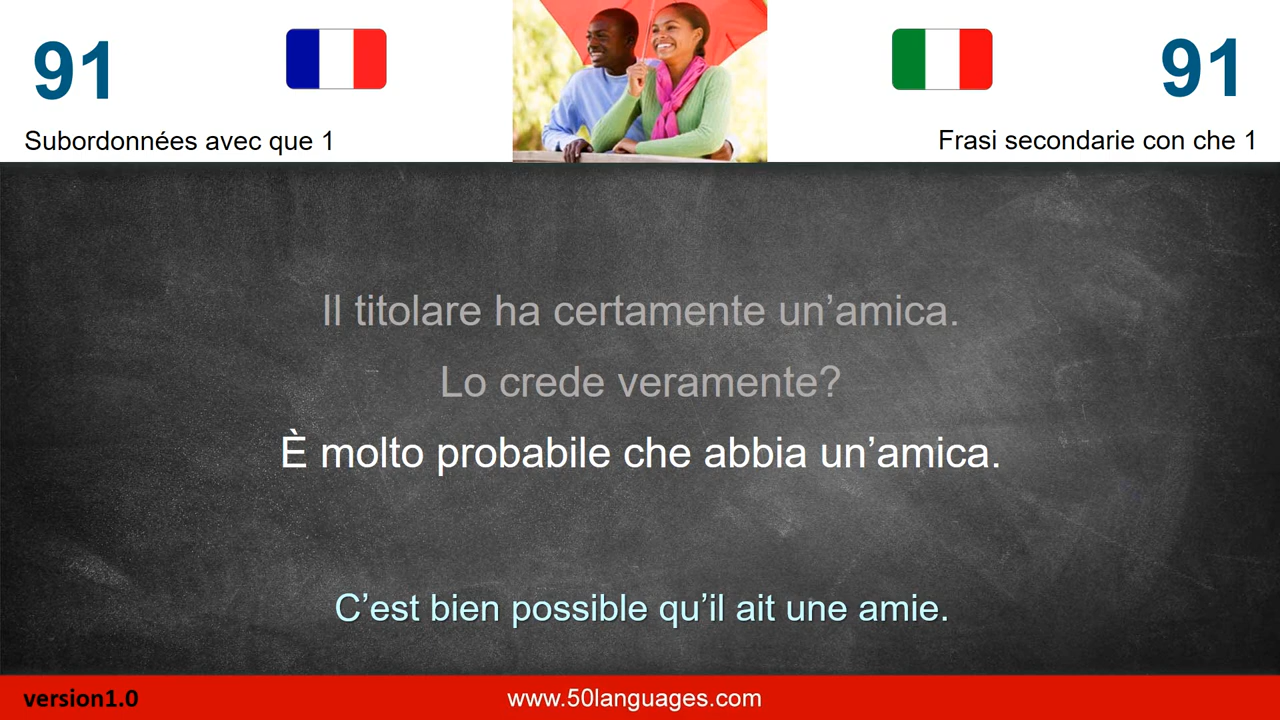 91
91
Subordonnées avec que 1
Frasi secondarie con che 1
Il titolare ha certamente un’amica.
Lo crede veramente?
È molto probabile che abbia un’amica.
C’est bien possible qu’il ait une amie.
version1.0
www.50languages.com